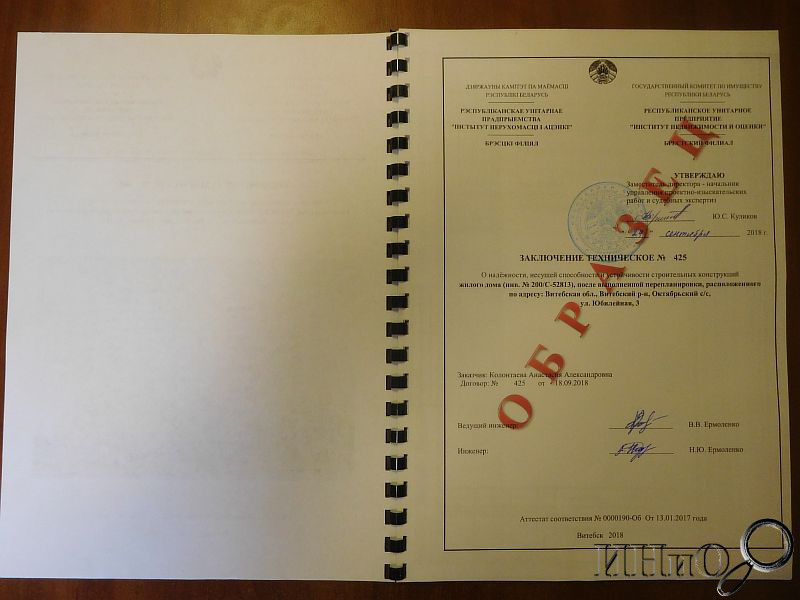 ДЗЯРЖАЎНЫ КАМІТЭТ ПА МАЁМАСЦІ
РЭСПУБЛІКІ БЕЛАРУСЬ
РЭСПУБЛІКАНСКАЕ УНІТАРНАЕ
ПРАДПРЫЕМСТВА
"ІНСТЫТУТ НЕРУХОМАСЦІ І АЦЭНКІ"
БРЭСЦКІ ФІЛІЯЛ
ГОСУДАРСТВЕННЫЙ КОМИТЕТ ПО ИМУЩЕСТВУ
РЕСПУБЛИКИ БЕЛАРУСЬ
РЕСПУБЛИКАНСКОЕ УНИТАРНОЕ
ПРЕДПРИЯТИЕ
"ИНСТИТУТ НЕДВИЖИМОСТИ И ОЦЕНКИ"
БРЕСТСКИЙ ФИЛИАЛ
УТВЕРЖДАЮ
Заместитель директора - начальник
управления проектно-изыскательских
работ и судебных экспертиз
Ю.С. Куликов
сентября 2018 г.
ЗАКЛЮЧЕНИЕ ТЕХНИЧЕСКОЕ № 425
О надёжности, несущей способности и устойчивости строительных конструкций
жилого дома (инв. № 200/С-52813), после выполненной перепланировки, расположенного
по адресу: Витебская обл., Витебский р-н, Октябрьский с/с,
ул. Юбилейная, 3
ОБРАЗЕЦ
Заказчик: Колонтаева Анастасия Александровна
Договор: № 425 от 18.09.2018
Ведущий инженер: В.В. Ермоленко
Инженер: Н.Ю. Ермоленко
Аттестат соответствия № 0000190-Об От 13.01.2017 года
Витебск 2018
ИНиО